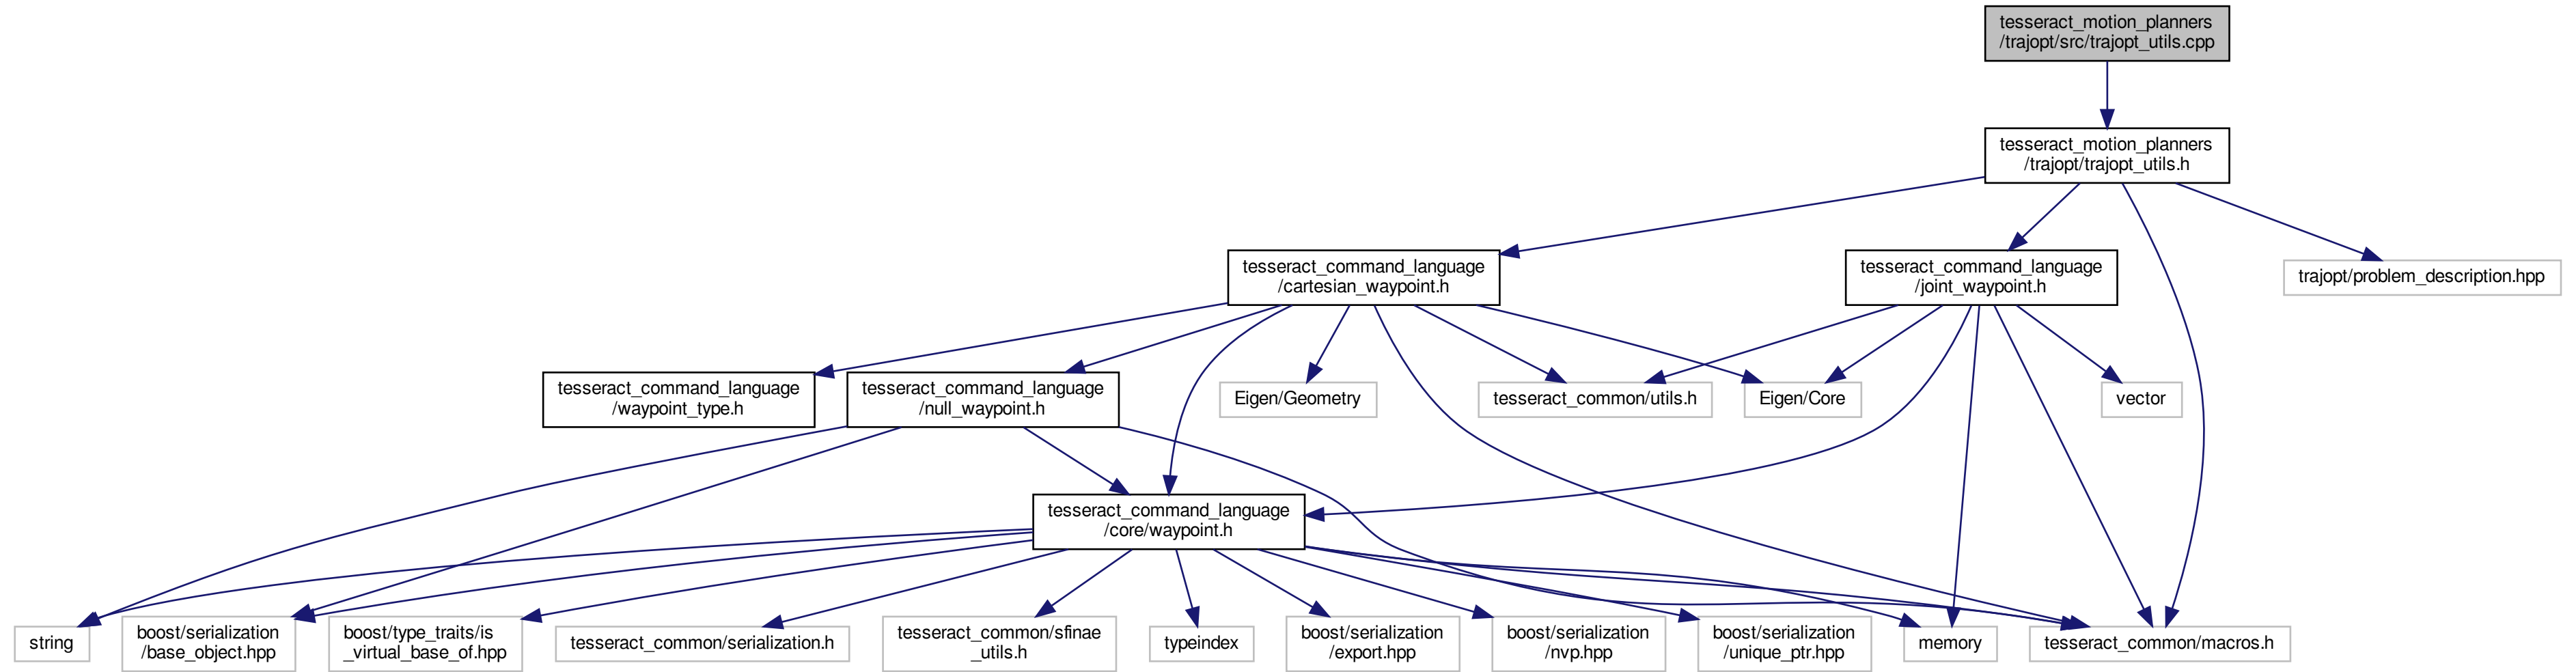 tesseract_motion_planners
/trajopt/src/trajopt_utils.cpp
tesseract_motion_planners
/trajopt/trajopt_utils.h
tesseract_command_language
/cartesian_waypoint.h
tesseract_command_language
/joint_waypoint.h
trajopt/problem_description.hpp
tesseract_command_language
/waypoint_type.h
tesseract_command_language
/null_waypoint.h
Eigen/Geometry
tesseract_common/utils.h
Eigen/Core
vector
tesseract_command_language
/core/waypoint.h
string
boost/serialization
/base_object.hpp
boost/type_traits/is
_virtual_base_of.hpp
tesseract_common/serialization.h
tesseract_common/sfinae
_utils.h
typeindex
boost/serialization
/export.hpp
boost/serialization
/nvp.hpp
boost/serialization
/unique_ptr.hpp
memory
tesseract_common/macros.h